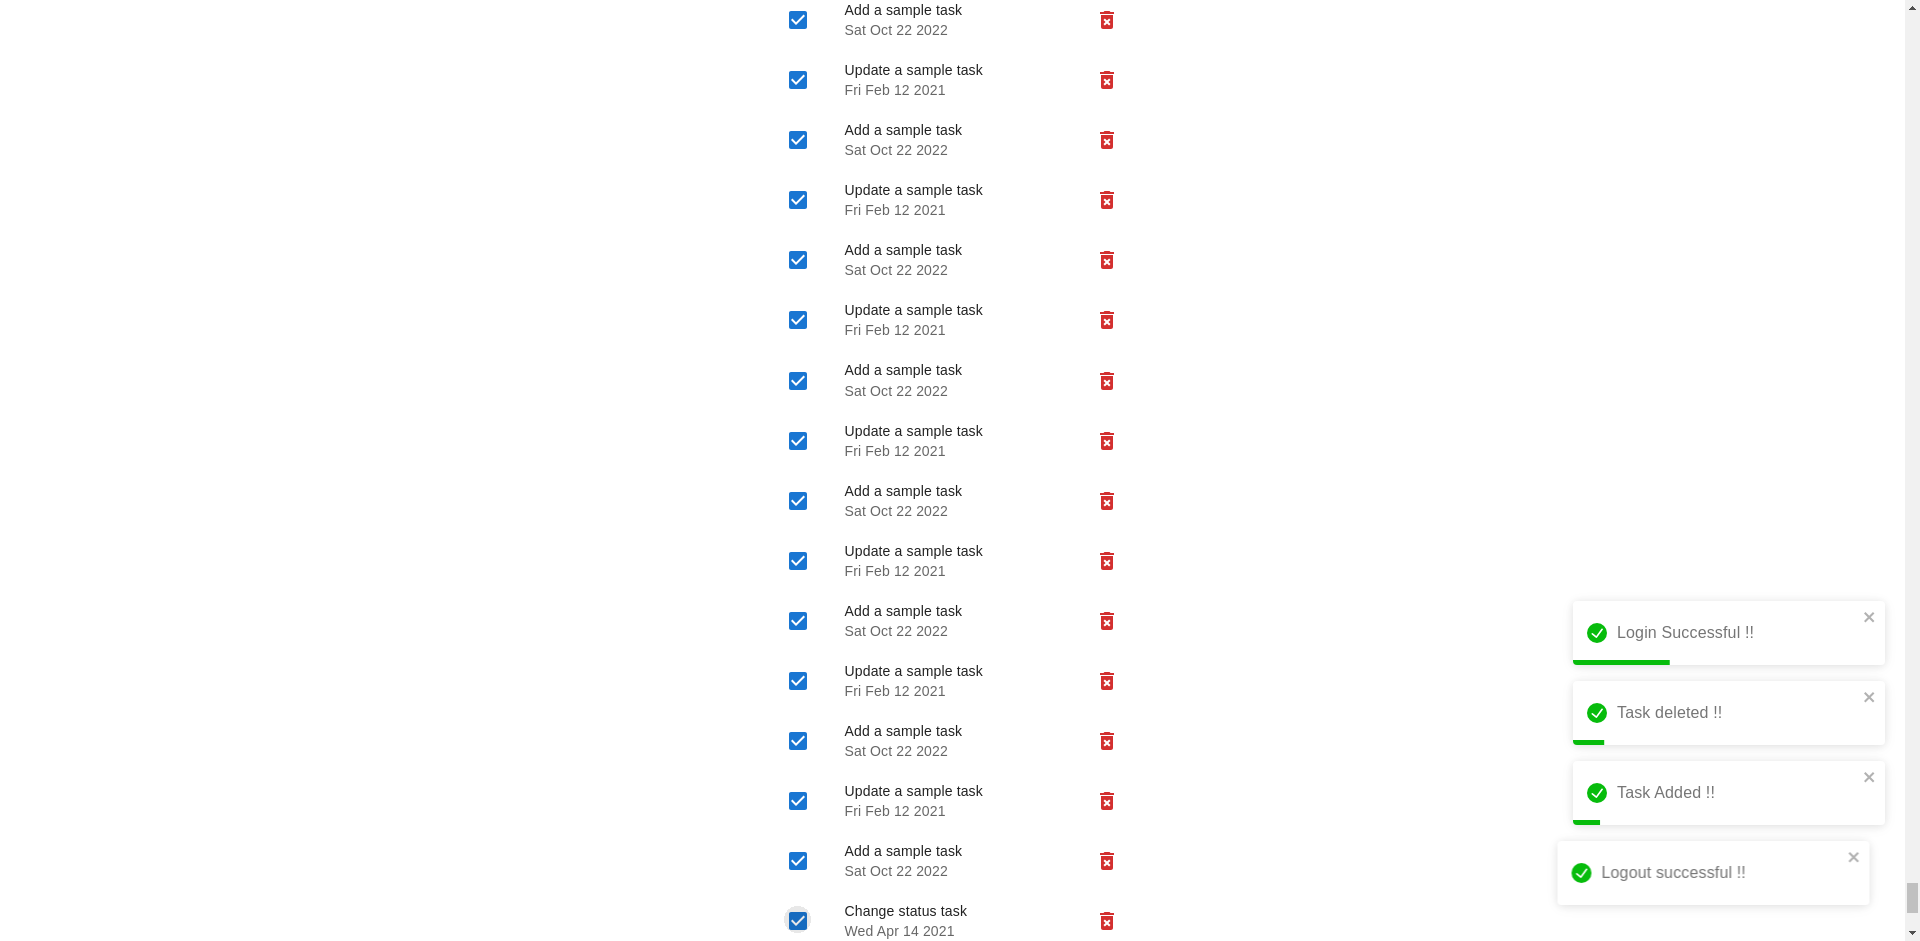 Add a sample task
Sat Oct 22 2022
Update a sample task
Fri Feb 12 2021
Add a sample task
Sat Oct 22 2022
Update a sample task
Fri Feb 12 2021
Add a sample task
Sat Oct 22 2022
Update a sample task
Fri Feb 12 2021
Add a sample task
Sat Oct 22 2022
Update a sample task
Fri Feb 12 2021
Add a sample task
Sat Oct 22 2022
Update a sample task
Fri Feb 12 2021
Add a sample task
Sat Oct 22 2022
Update a sample task
Fri Feb 12 2021
Add a sample task
Sat Oct 22 2022
Update a sample task
Fri Feb 12 2021
Add a sample task
Sat Oct 22 2022
Change status task
Wed Apr 14 2021
Login Successful !!
Task deleted !!
Task Added !!
Logout successful !!